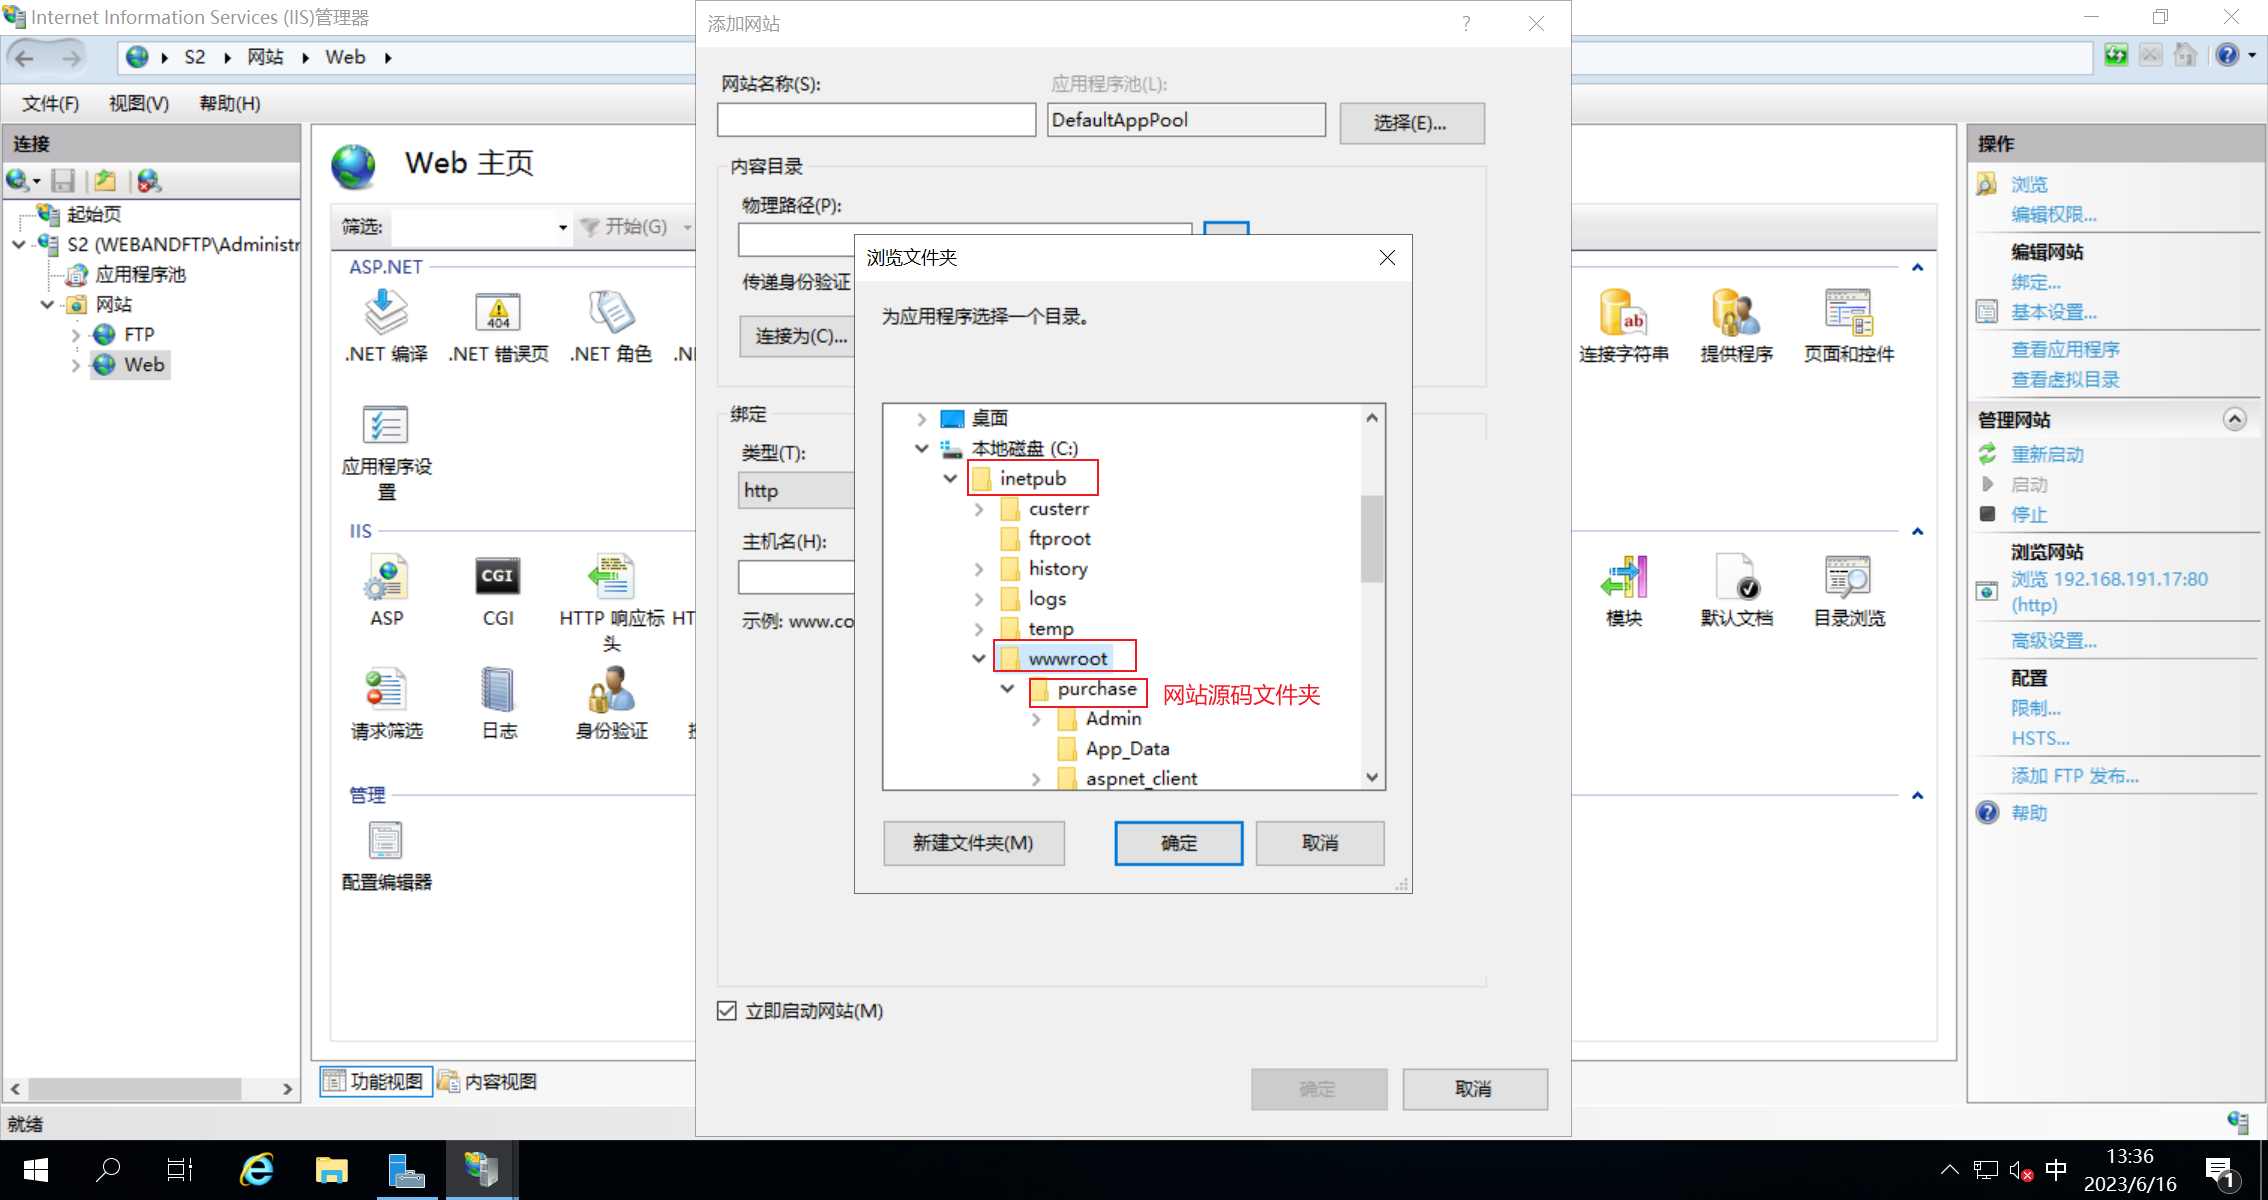 Internet Information Services (IIS)管理器
S2
网站
Web
文件(F)
视图(V)
帮助(H)
连接
起始页
S2 (WEBANDFTP\Administr
应用程序池
网站
FTP
Web
Web 主页
筛选:
开始(G)
ASP.NET
.NET 编译
.NET 错误页
404
.NET 角色
.NI
应用程序设
置
IIS
ASP
CGI
CGI
HTTP 响应标
头
HT
请求筛选
日志
身份验证
管理
配置编辑器
功能视图
内容视图
就绪
添加网站
?
网站名称(S):
应用程序池(L):
DefaultAppPool
选择(E)...
内容目录
物理路径(P):
传递身份验证
连接为(C)...
绑定
类型(T):
http
主机名(H):
示例: www.co
立即启动网站(M)
确定
取消
浏览文件夹
为应用程序选择一个目录。
桌面
本地磁盘 (C:)
inetpub
custerr
ftproot
history
logs
temp
wwwroot
purchase
网站源码文件夹
Admin
App_Data
aspnet_client
新建文件夹(M)
确定
取消
ab
连接字符串
提供程序
页面和控件
模块
默认文档
目录浏览
操作
浏览
编辑权限...
编辑网站
绑定...
基本设置...
查看应用程序
查看虚拟目录
管理网站
重新启动
启动
停止
浏览网站
浏览 192.168.191.17:80
(http)
高级设置...
配置
限制...
HSTS...
添加 FTP 发布...
帮助
中
13:36
2023/6/16
1